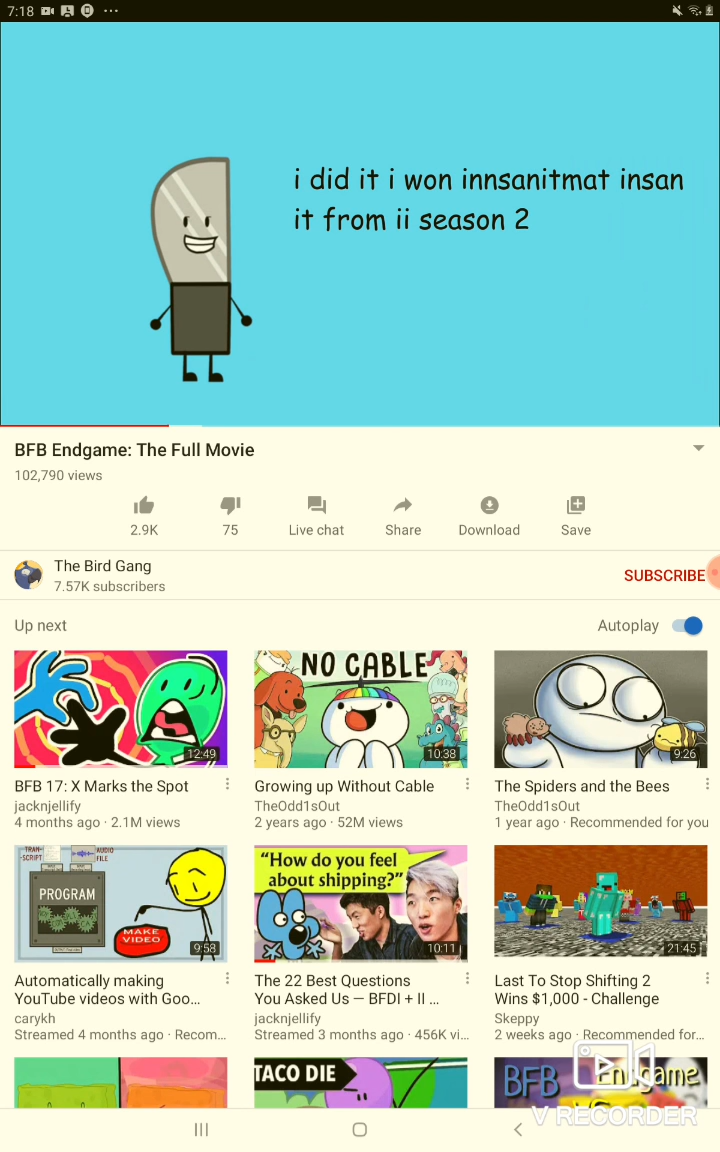 7:18
i did it i won innsanitmat insan
it from ii season 2
BFB Endgame: The Full Movie
102,790 views
2.9K
75
Live chat
Share
Download
Save
The Bird Gang
7.57K subscribers
SUBSCRIBE
Up next
Autoplay
12:49
NO CABLE
10:38
9:26
BFB 17: X Marks the Spot
jacknjellify
4 months ago · 2.1M views
Growing up Without Cable
TheOdd1sOut
2 years ago · 52M views
The Spiders and the Bees
TheOdd1sOut
1 year ago · Recommended for you
TRAN-
-SCRIPT
AUDIO
FILE
PROGRAM
MAKE
VIDEO
9:58
"How do you feel
about shipping?"
10:11
21:45
Automatically making
YouTube videos with Goo...
carykh
Streamed 4 months ago · Recom...
The 22 Best Questions
You Asked Us — BFDI + II ...
jacknjellify
Streamed 3 months ago · 456K vi...
Last To Stop Shifting 2
Wins $1,000 - Challenge
Skeppy
2 weeks ago · Recommended for...
TACO DIE
BFB Endgame
V RECORDER